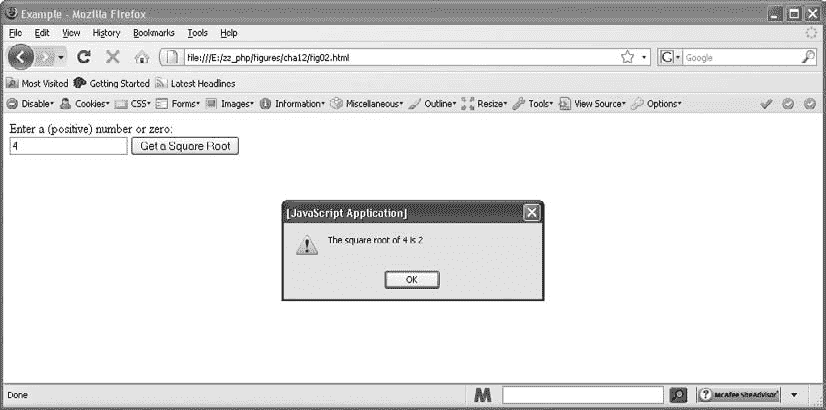 Example - Mozilla Firefox
File Edit View History Bookmarks Tools Help
file:///E:/zz_php/figures/cha12/fig02.html
G Google
Most Visited Getting Started Latest Headlines
Disable Cookies CSS Forms Images Information Miscellaneous Outline Resize Tools View Source Options
Enter a (positive) number or zero:
4 Get a Square Root
[JavaScript Application]
The square root of 4 is 2
OK
Done
M
? McAfee SiteAdvisor